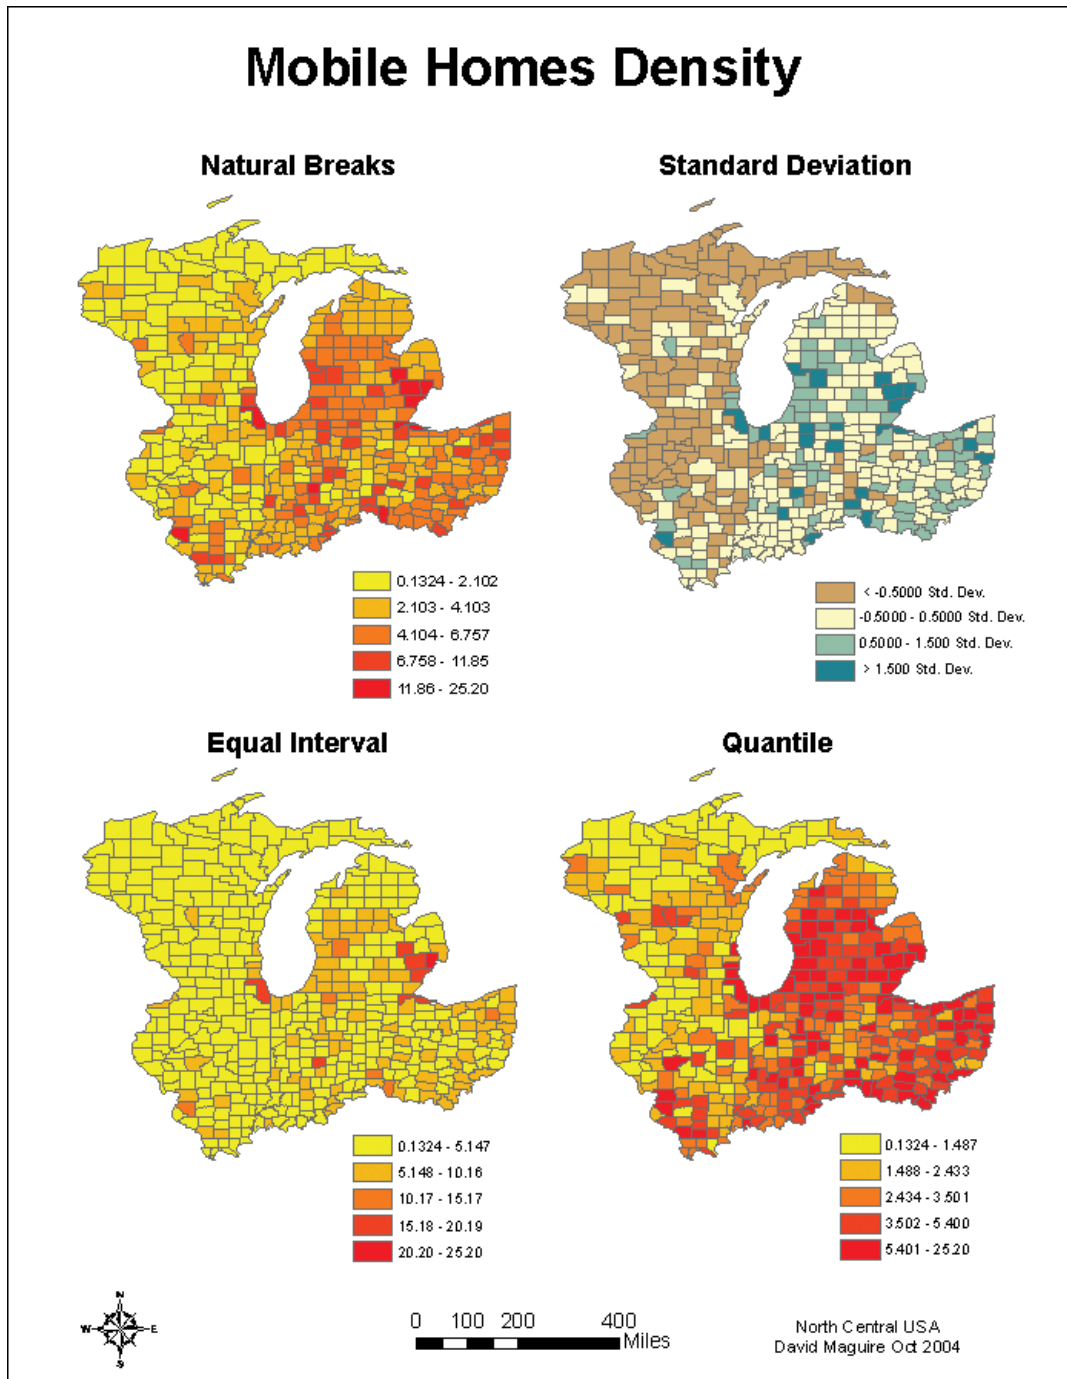 Mobile Homes Density
Natural Breaks
Standard Deviation
0.1324 - 2.102
2.103 - 4.103
4.104 - 6.757
6.758 - 11.85
11.86 - 25.20
< -0.5000 Std. Dev.
-0.5000 - 0.5000 Std. Dev.
0.5000 - 1.500 Std. Dev.
> 1.500 Std. Dev.
Equal Interval
Quantile
0.1324 - 5.147
5.148 - 10.16
10.17 - 15.17
15.18 - 20.19
20.20 - 25.20
0.1324 - 1.487
1.488 - 2.433
2.434 - 3.501
3.502 - 5.400
5.401 - 25.20
N
W E
S
0 100 200 400
Miles
North Central USA
David Maguire Oct 2004